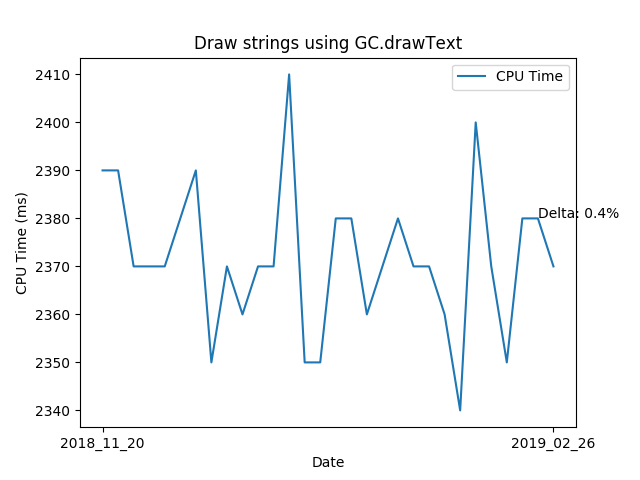 Draw strings using GC.drawText
CPU Time
2410
2400
2390
2380
2370
2360
2350
2340
CPU Time (ms)
Delta: 0.4%
2018_11_20
2019_02_26
Date